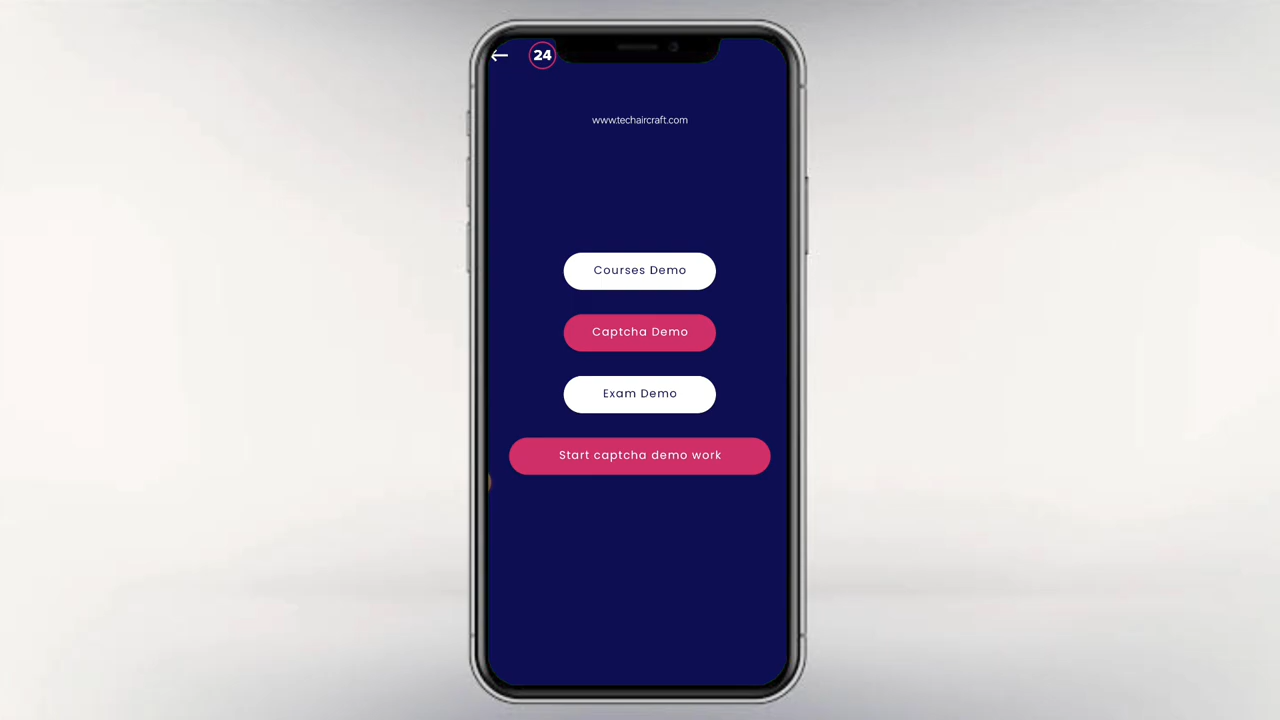 24
www.techaircraft.com
Courses Demo
Captcha Demo
Exam Demo
Start captcha demo work